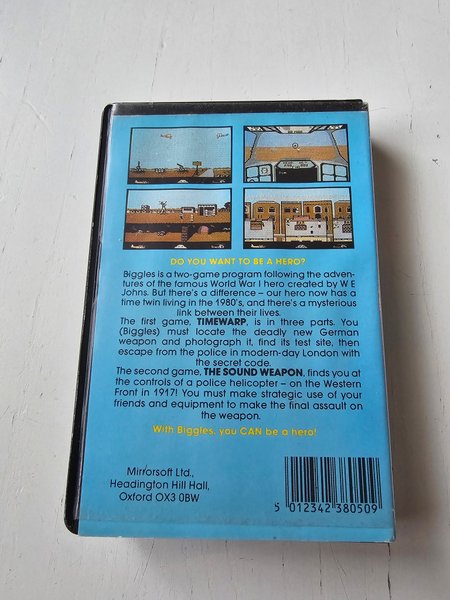 DO YOU WANT TO BE A HERO?
Biggles is a two-game program following the adven-
tures of the famous World War I hero created by W E
Johns. But there's a difference – our hero now has a
time twin living in the 1980's, and there's a mysterious
link between their lives.
The first game, TIMEWARP, is in three parts. You
(Biggles) must locate the deadly new German
weapon and photograph it, find its test site, then
escape from the police in modern-day London with
the secret code.
The second game, THE SOUND WEAPON, finds you at
the controls of a police helicopter – on the Western
Front in 1917! You must make strategic use of your
friends and equipment to make the final assault on
the weapon.
With Biggles, you CAN be a hero!
Mirrorsoft Ltd.,
Headington Hill Hall,
Oxford OX3 0BW
5 012342 380509